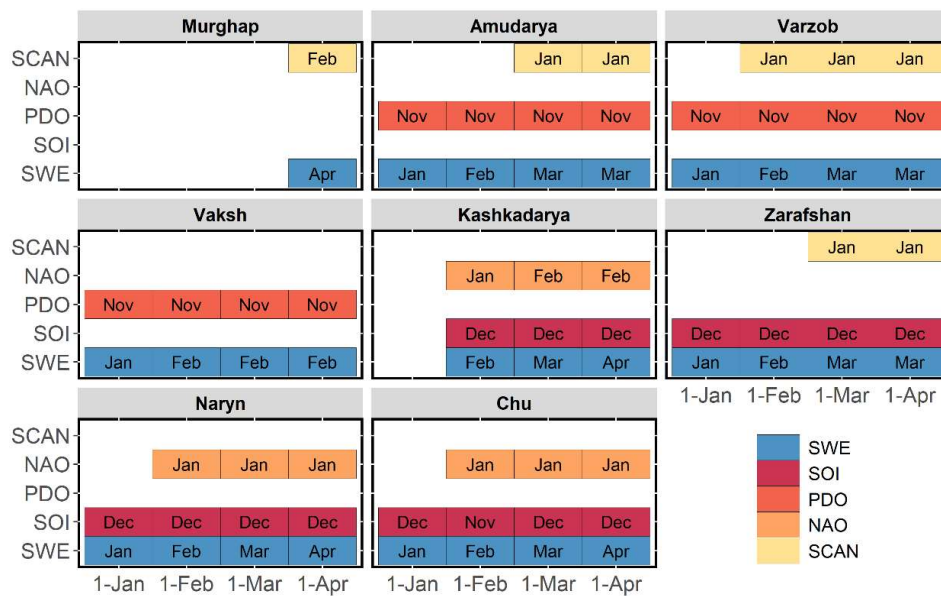 Murghap Amudarya Varzob
SCAN Feb Jan Jan Jan Jan Jan
NAO
PDO Nov Nov Nov Nov Nov Nov Nov Nov
SOI
SWE Apr Jan Feb Mar Mar Jan Feb Mar Mar
Vaksh Kashkadarya Zarafshan
SCAN Jan Jan
NAO Jan Feb Feb
PDO Nov Nov Nov Nov
SOI Dec Dec Dec Dec Dec Dec Dec
SWE Jan Feb Feb Feb Feb Mar Apr Jan Feb Mar Mar
1-Jan 1-Feb 1-Mar 1-Apr
Naryn Chu
SCAN
NAO Jan Jan Jan Jan Jan Jan
PDO
SOI Dec Dec Dec Dec Dec Nov Dec Dec
SWE Jan Feb Mar Apr Jan Feb Mar Apr
1-Jan 1-Feb 1-Mar 1-Apr 1-Jan 1-Feb 1-Mar 1-Apr
SWE
SOI
PDO
NAO
SCAN